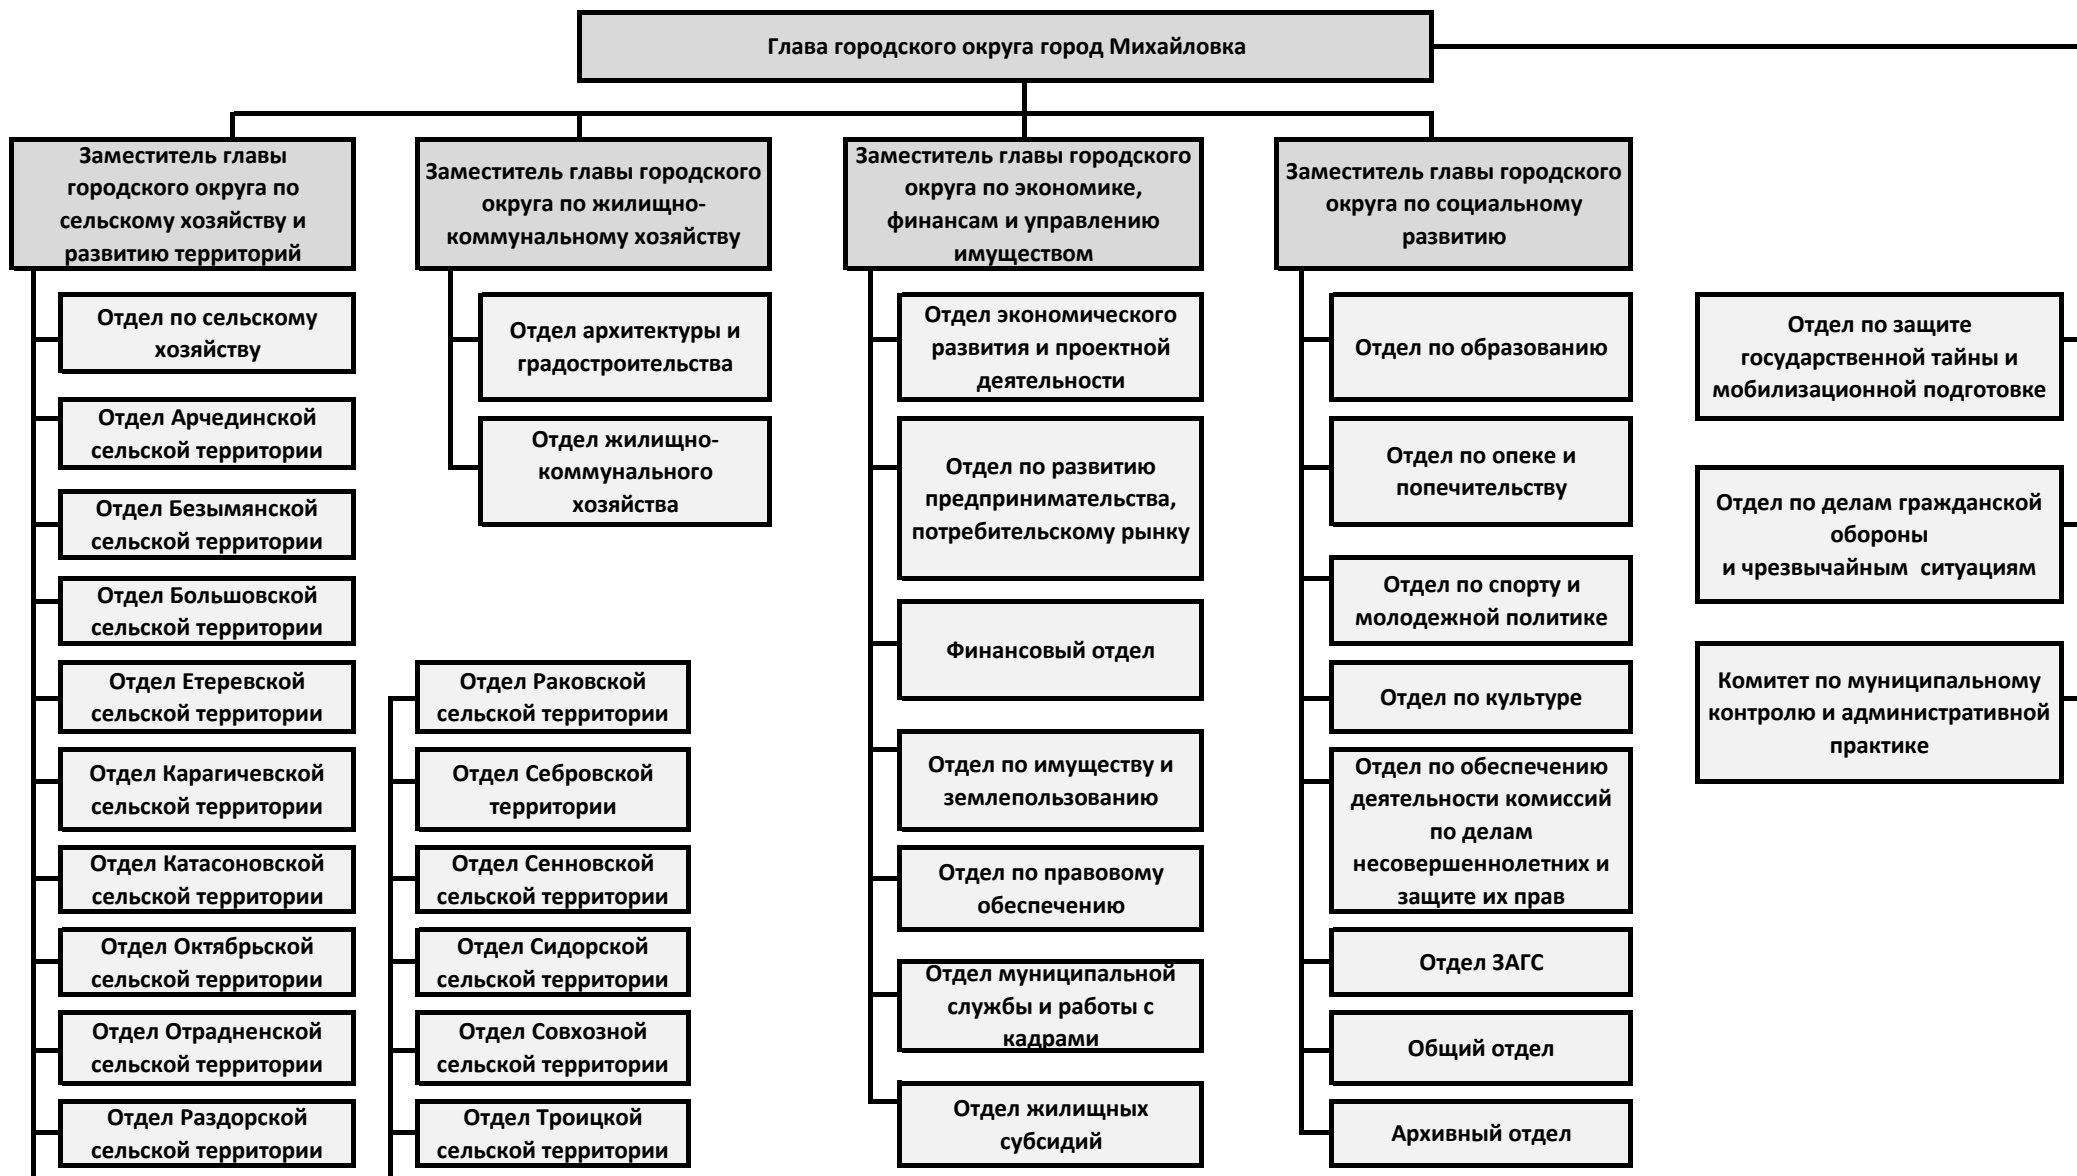 Глава городского округа город Михайловка
Заместитель главы
городского округа по
сельскому хозяйству и
развитию территорий
Заместитель главы городского
округа по жилищно-
коммунальному хозяйству
Заместитель главы городского
округа по экономике,
финансам и управлению
имуществом
Заместитель главы городского
округа по социальному
развитию
Отдел по сельскому
хозяйству
Отдел Арчединской
сельской территории
Отдел Безымянской
сельской территории
Отдел Большовской
сельской территории
Отдел Етеревской
сельской территории
Отдел Карагичевской
сельской территории
Отдел Катасоновской
сельской территории
Отдел Октябрьской
сельской территории
Отдел Отрадненской
сельской территории
Отдел Раздорской
сельской территории
Отдел Раковской
сельской территории
Отдел Себровской
территории
Отдел Сенновской
сельской территории
Отдел Сидорской
сельской территории
Отдел Совхозной
сельской территории
Отдел Троицкой
сельской территории
Отдел архитектуры и
градостроительства
Отдел жилищно-
коммунального
хозяйства
Отдел экономического
развития и проектной
деятельности
Отдел по развитию
предпринимательства,
потребительскому рынку
Финансовый отдел
Отдел по имуществу и
землепользованию
Отдел по правовому
обеспечению
Отдел муниципальной
службы и работы с
кадрами
Отдел жилищных
субсидий
Отдел по образованию
Отдел по опеке и
попечительству
Отдел по спорту и
молодежной политике
Отдел по культуре
Отдел по обеспечению
деятельности комиссий
по делам
несовершеннолетних и
защите их прав
Отдел ЗАГС
Общий отдел
Архивный отдел
Отдел по защите
государственной тайны и
мобилизационной подготовке
Отдел по делам гражданской
обороны
и чрезвычайным  ситуациям
Комитет по муниципальному
контролю и административной
практике